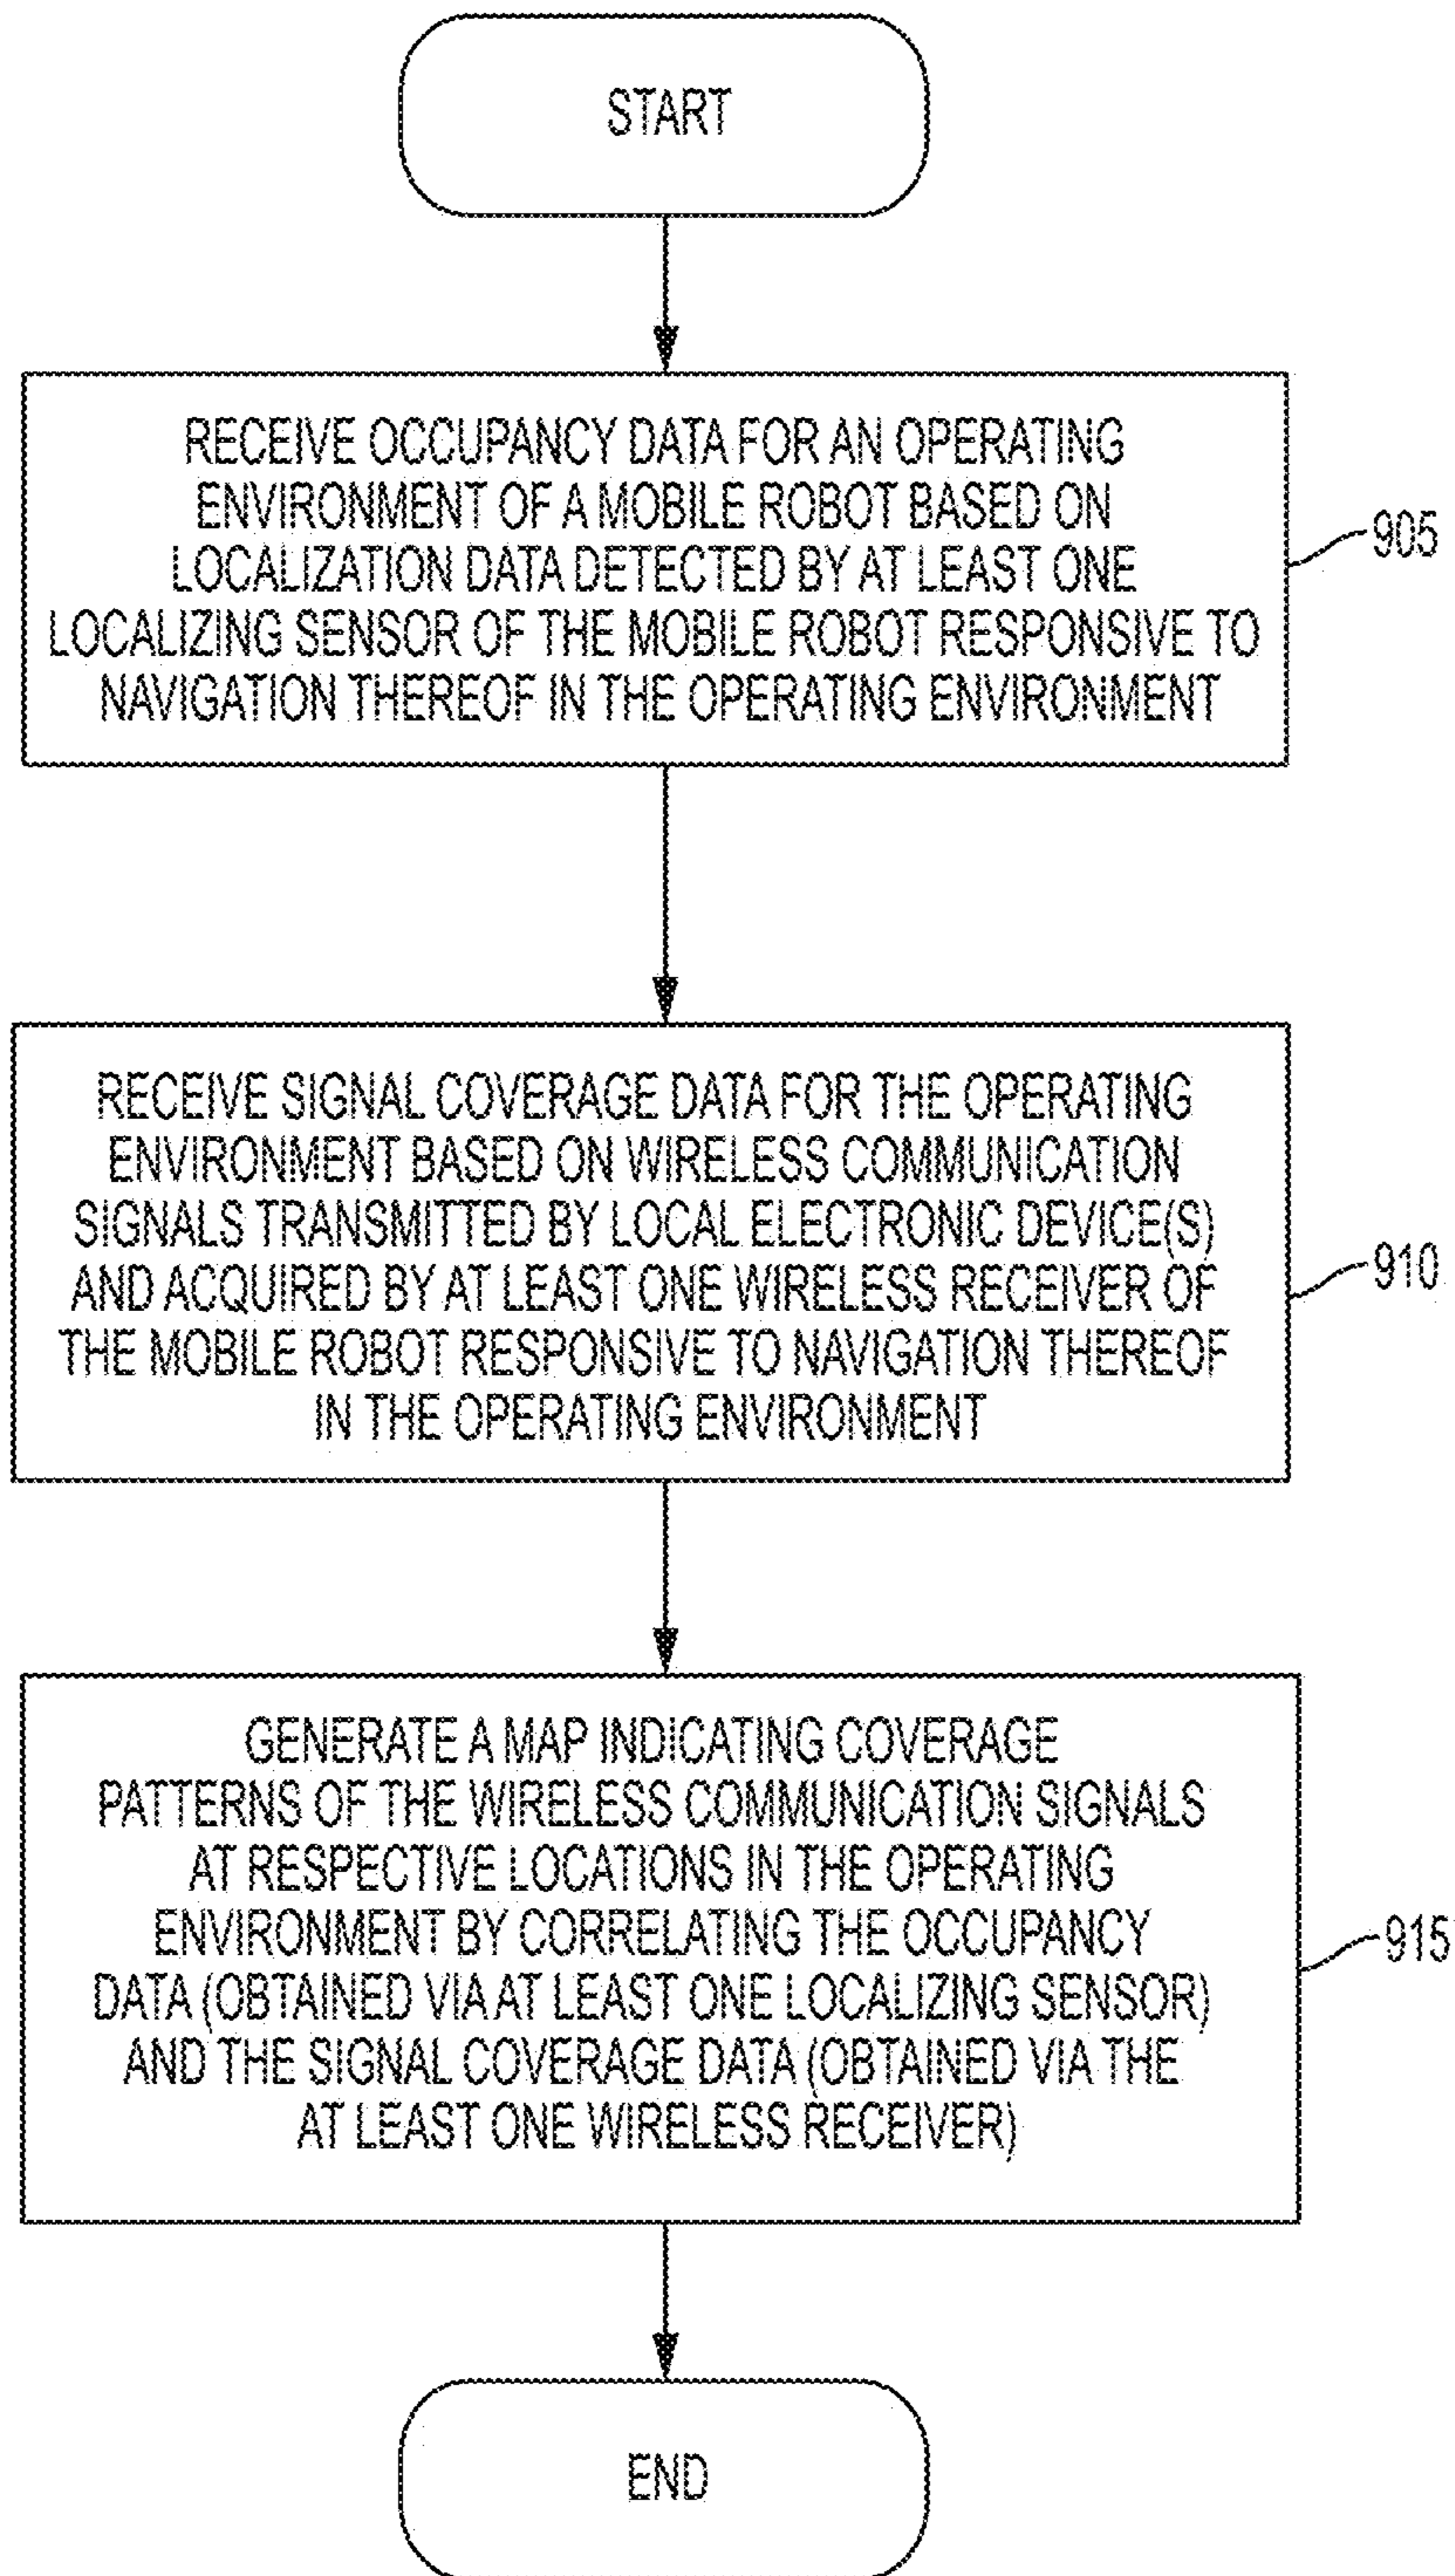 START
RECEIVE OCCUPANCY DATA FOR AN OPERATING
ENVIRONMENT OF A MOBILE ROBOT BASED ON
LOCALIZATION DATA DETECTED BY AT LEAST ONE
LOCALIZING SENSOR OF THE MOBILE ROBOT RESPONSIVE TO
NAVIGATION THEREOF IN THE OPERATING ENVIRONMENT
905
RECEIVE SIGNAL COVERAGE DATA FOR THE OPERATING
ENVIRONMENT BASED ON WIRELESS COMMUNICATION
SIGNALS TRANSMITTED BY LOCAL ELECTRONIC DEVICE(S)
AND ACQUIRED BY AT LEAST ONE WIRELESS RECEIVER OF
THE MOBILE ROBOT RESPONSIVE TO NAVIGATION THEREOF
IN THE OPERATING ENVIRONMENT
910
GENERATE A MAP INDICATING COVERAGE
PATTERNS OF THE WIRELESS COMMUNICATION SIGNALS
AT RESPECTIVE LOCATIONS IN THE OPERATING
ENVIRONMENT BY CORRELATING THE OCCUPANCY
DATA (OBTAINED VIA AT LEAST ONE LOCALIZING SENSOR)
AND THE SIGNAL COVERAGE DATA (OBTAINED VIA THE
AT LEAST ONE WIRELESS RECEIVER)
915
END